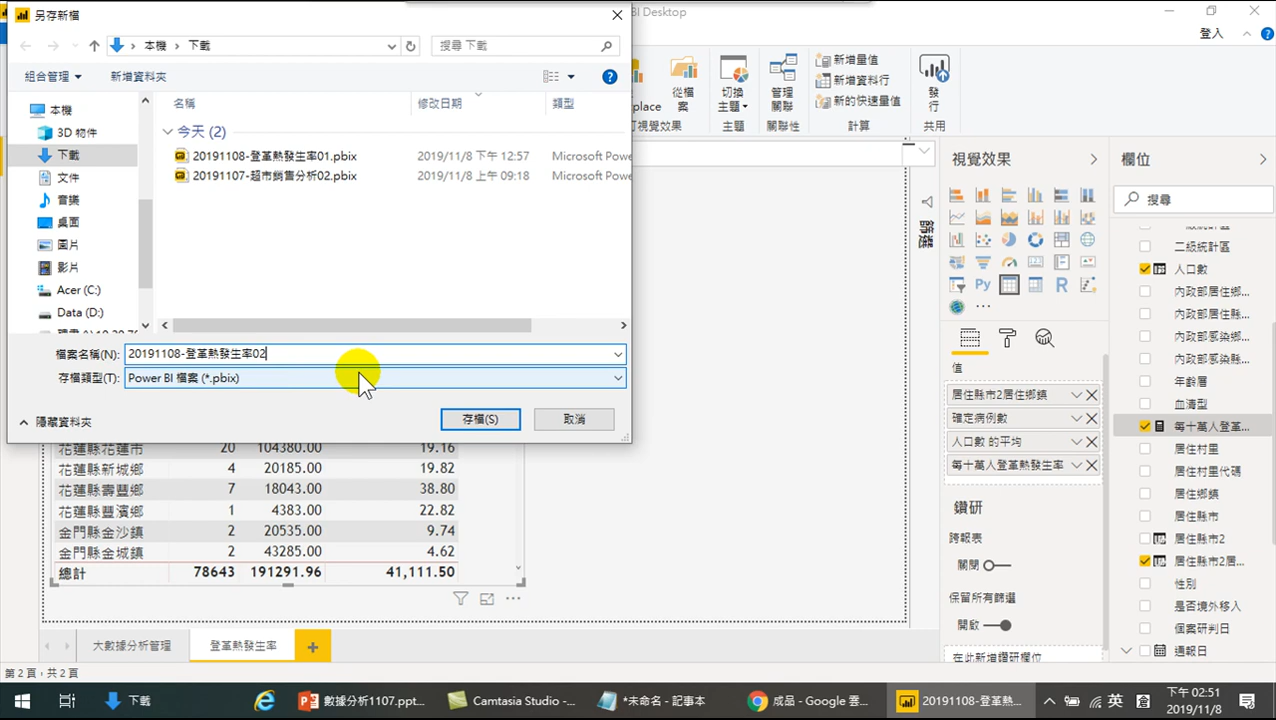 另存新檔
BI Desktop
登入
本機 › 下載
搜尋 下載
組合管理
新增資料夾
本機
3D 物件
下載
文件
音樂
桌面
圖片
影片
Acer (C:)
Data (D:)
名稱
修改日期
類型
今天 (2)
20191108-登革熱發生率01.pbix
2019/11/8 下午 12:57
Microsoft Powe
20191107-超市銷售分析02.pbix
2019/11/8 上午 09:18
Microsoft Powe
檔案名稱(N):
20191108-登革熱發生率02
存檔類型(T):
Power BI 檔案 (*.pbix)
隱藏資料夾
存檔(S)
取消
place
從檔案
切換主題
管理關聯
新增量值
新增資料行
新的快速量值
發行
訂視覺效果
主題
關聯性
計算
共用
花蓮縣花蓮市 20 104380.00 19.16
花蓮縣新城鄉 4 20185.00 19.82
花蓮縣壽豐鄉 7 18043.00 38.80
花蓮縣豐濱鄉 1 4383.00 22.82
金門縣金沙鎮 2 20535.00 9.74
金門縣金城鎮 2 43285.00 4.62
總計 78643 191291.96 41,111.50
篩選
視覺效果
Py
R
值
居住縣市2居住鄉鎮
確定病例數
人口數 的平均
每十萬人登革熱發生率
鑽研
跨報表
關閉
保留所有篩選
開啟
在此新增鑽研欄位
欄位
搜尋
二級統計區
人口數
內政部居住鄉...
內政部居住縣...
內政部感染鄉...
內政部感染縣...
年齡層
血清型
每十萬人登革...
居住村里
居住村里代碼
居住鄉鎮
居住縣市
居住縣市2
居住縣市2居...
性別
是否境外移入
個案研判日
通報日
大數據分析管理
登革熱發生率
第 2 頁，共 2 頁
下載
數據分析1107.ppt...
Camtasia Studio -...
*未命名 - 記事本
成品 - Google 雲...
20191108-登革熱...
英
下午 02:51
2019/11/8